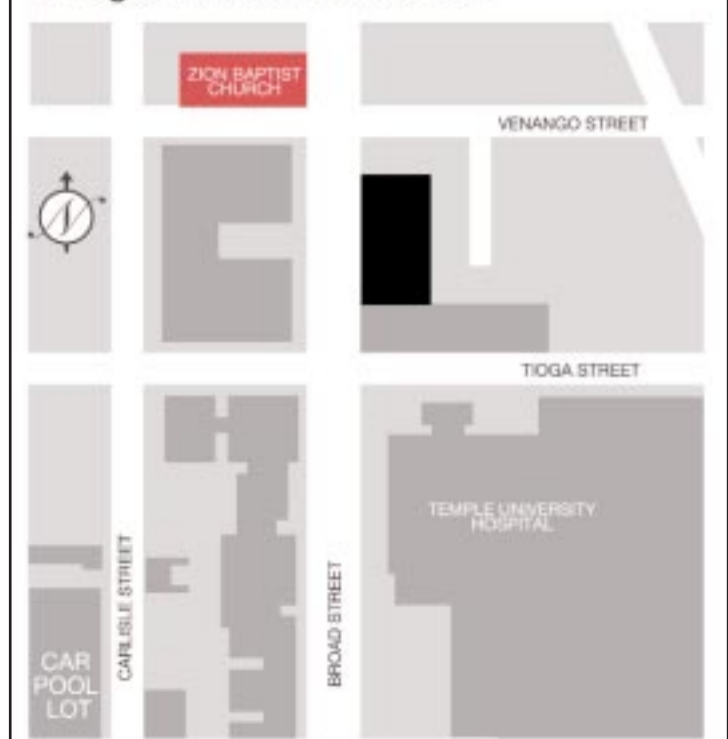 ZION BAPTIST
CHURCH
VENANGO STREET
N
TIOGA STREET
TEMPLE UNIVERSITY
HOSPITAL
CARLISLE STREET
BROAD STREET
CAR
POOL
LOT